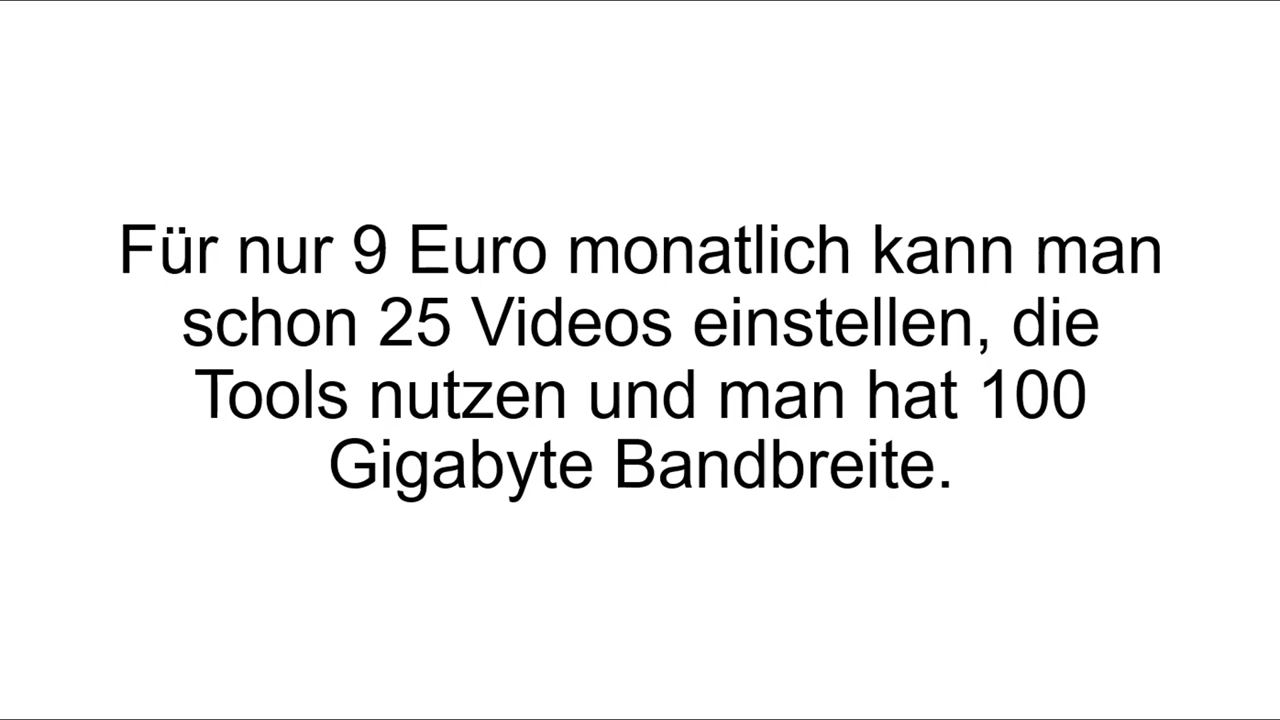 Für nur 9 Euro monatlich kann man
schon 25 Videos einstellen, die
Tools nutzen und man hat 100
Gigabyte Bandbreite.